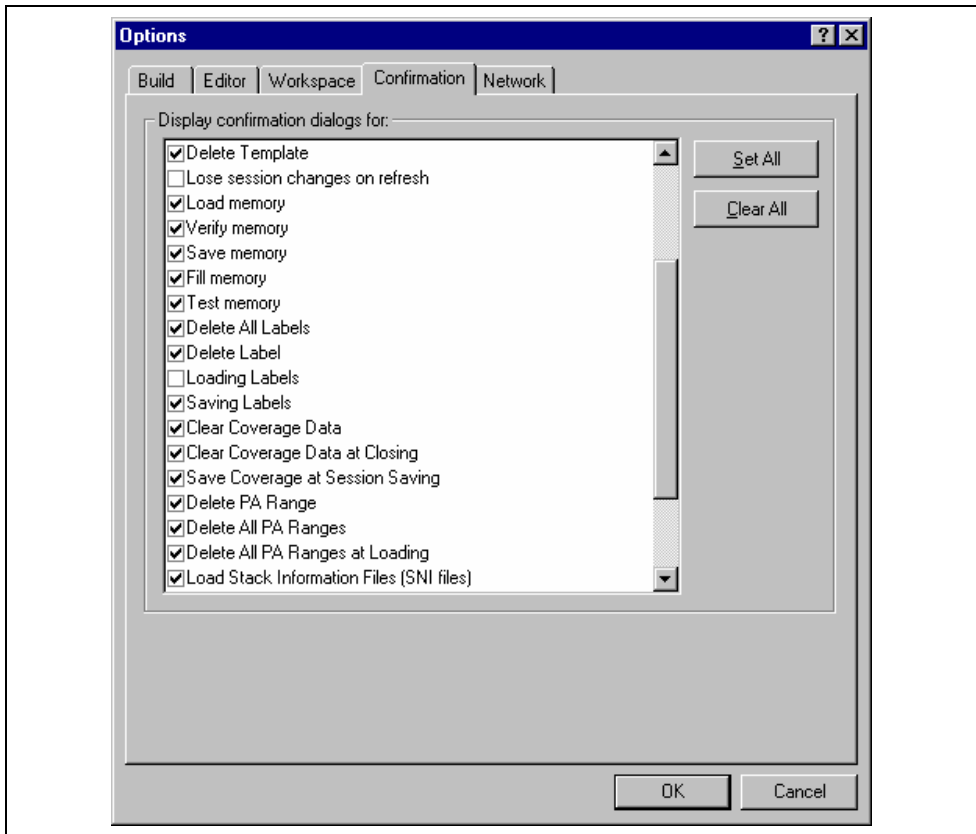 Options
Build Editor Workspace Confirmation Network
Display confirmation dialogs for:
Delete Template
Lose session changes on refresh
Load memory
Verify memory
Save memory
Fill memory
Test memory
Delete All Labels
Delete Label
Loading Labels
Saving Labels
Clear Coverage Data
Clear Coverage Data at Closing
Save Coverage at Session Saving
Delete PA Range
Delete All PA Ranges
Delete All PA Ranges at Loading
Load Stack Information Files (SNI files)
Set All
Clear All
OK Cancel